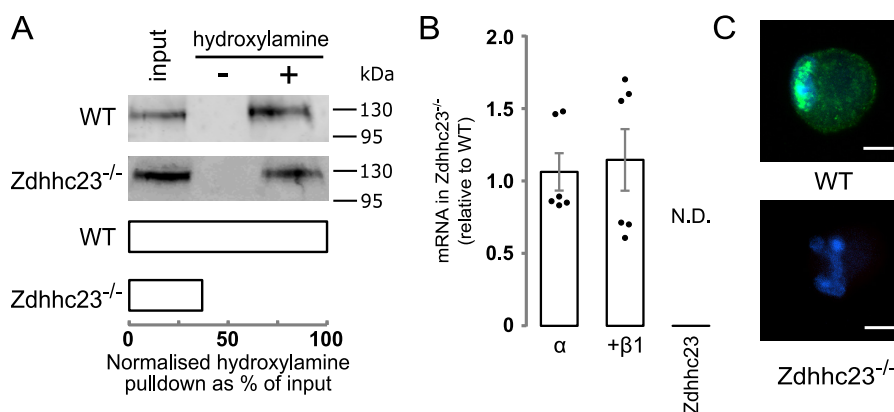 A
input
hydroxylamine
- +
kDa
WT
130
95
Zdhhc23-/-
130
95
WT
Zdhhc23-/-
0 50 100
Normalised hydroxylamine
pulldown as % of input
B
mRNA in Zdhhc23-/-
(relative to WT)
2.0
1.5
1.0
0.5
0
N.D.
α +β1 Zdhhc23
C
WT
Zdhhc23-/-